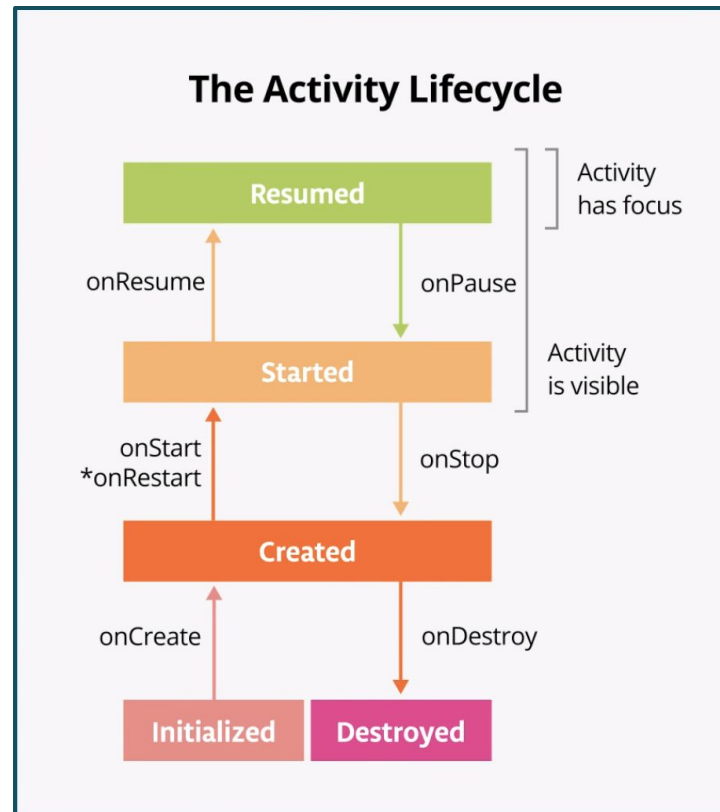 The Activity Lifecycle
Resumed
Activity
has focus
onResume
onPause
Started
Activity
is visible
onStart
*onRestart
onStop
Created
onCreate
onDestroy
Initialized
Destroyed